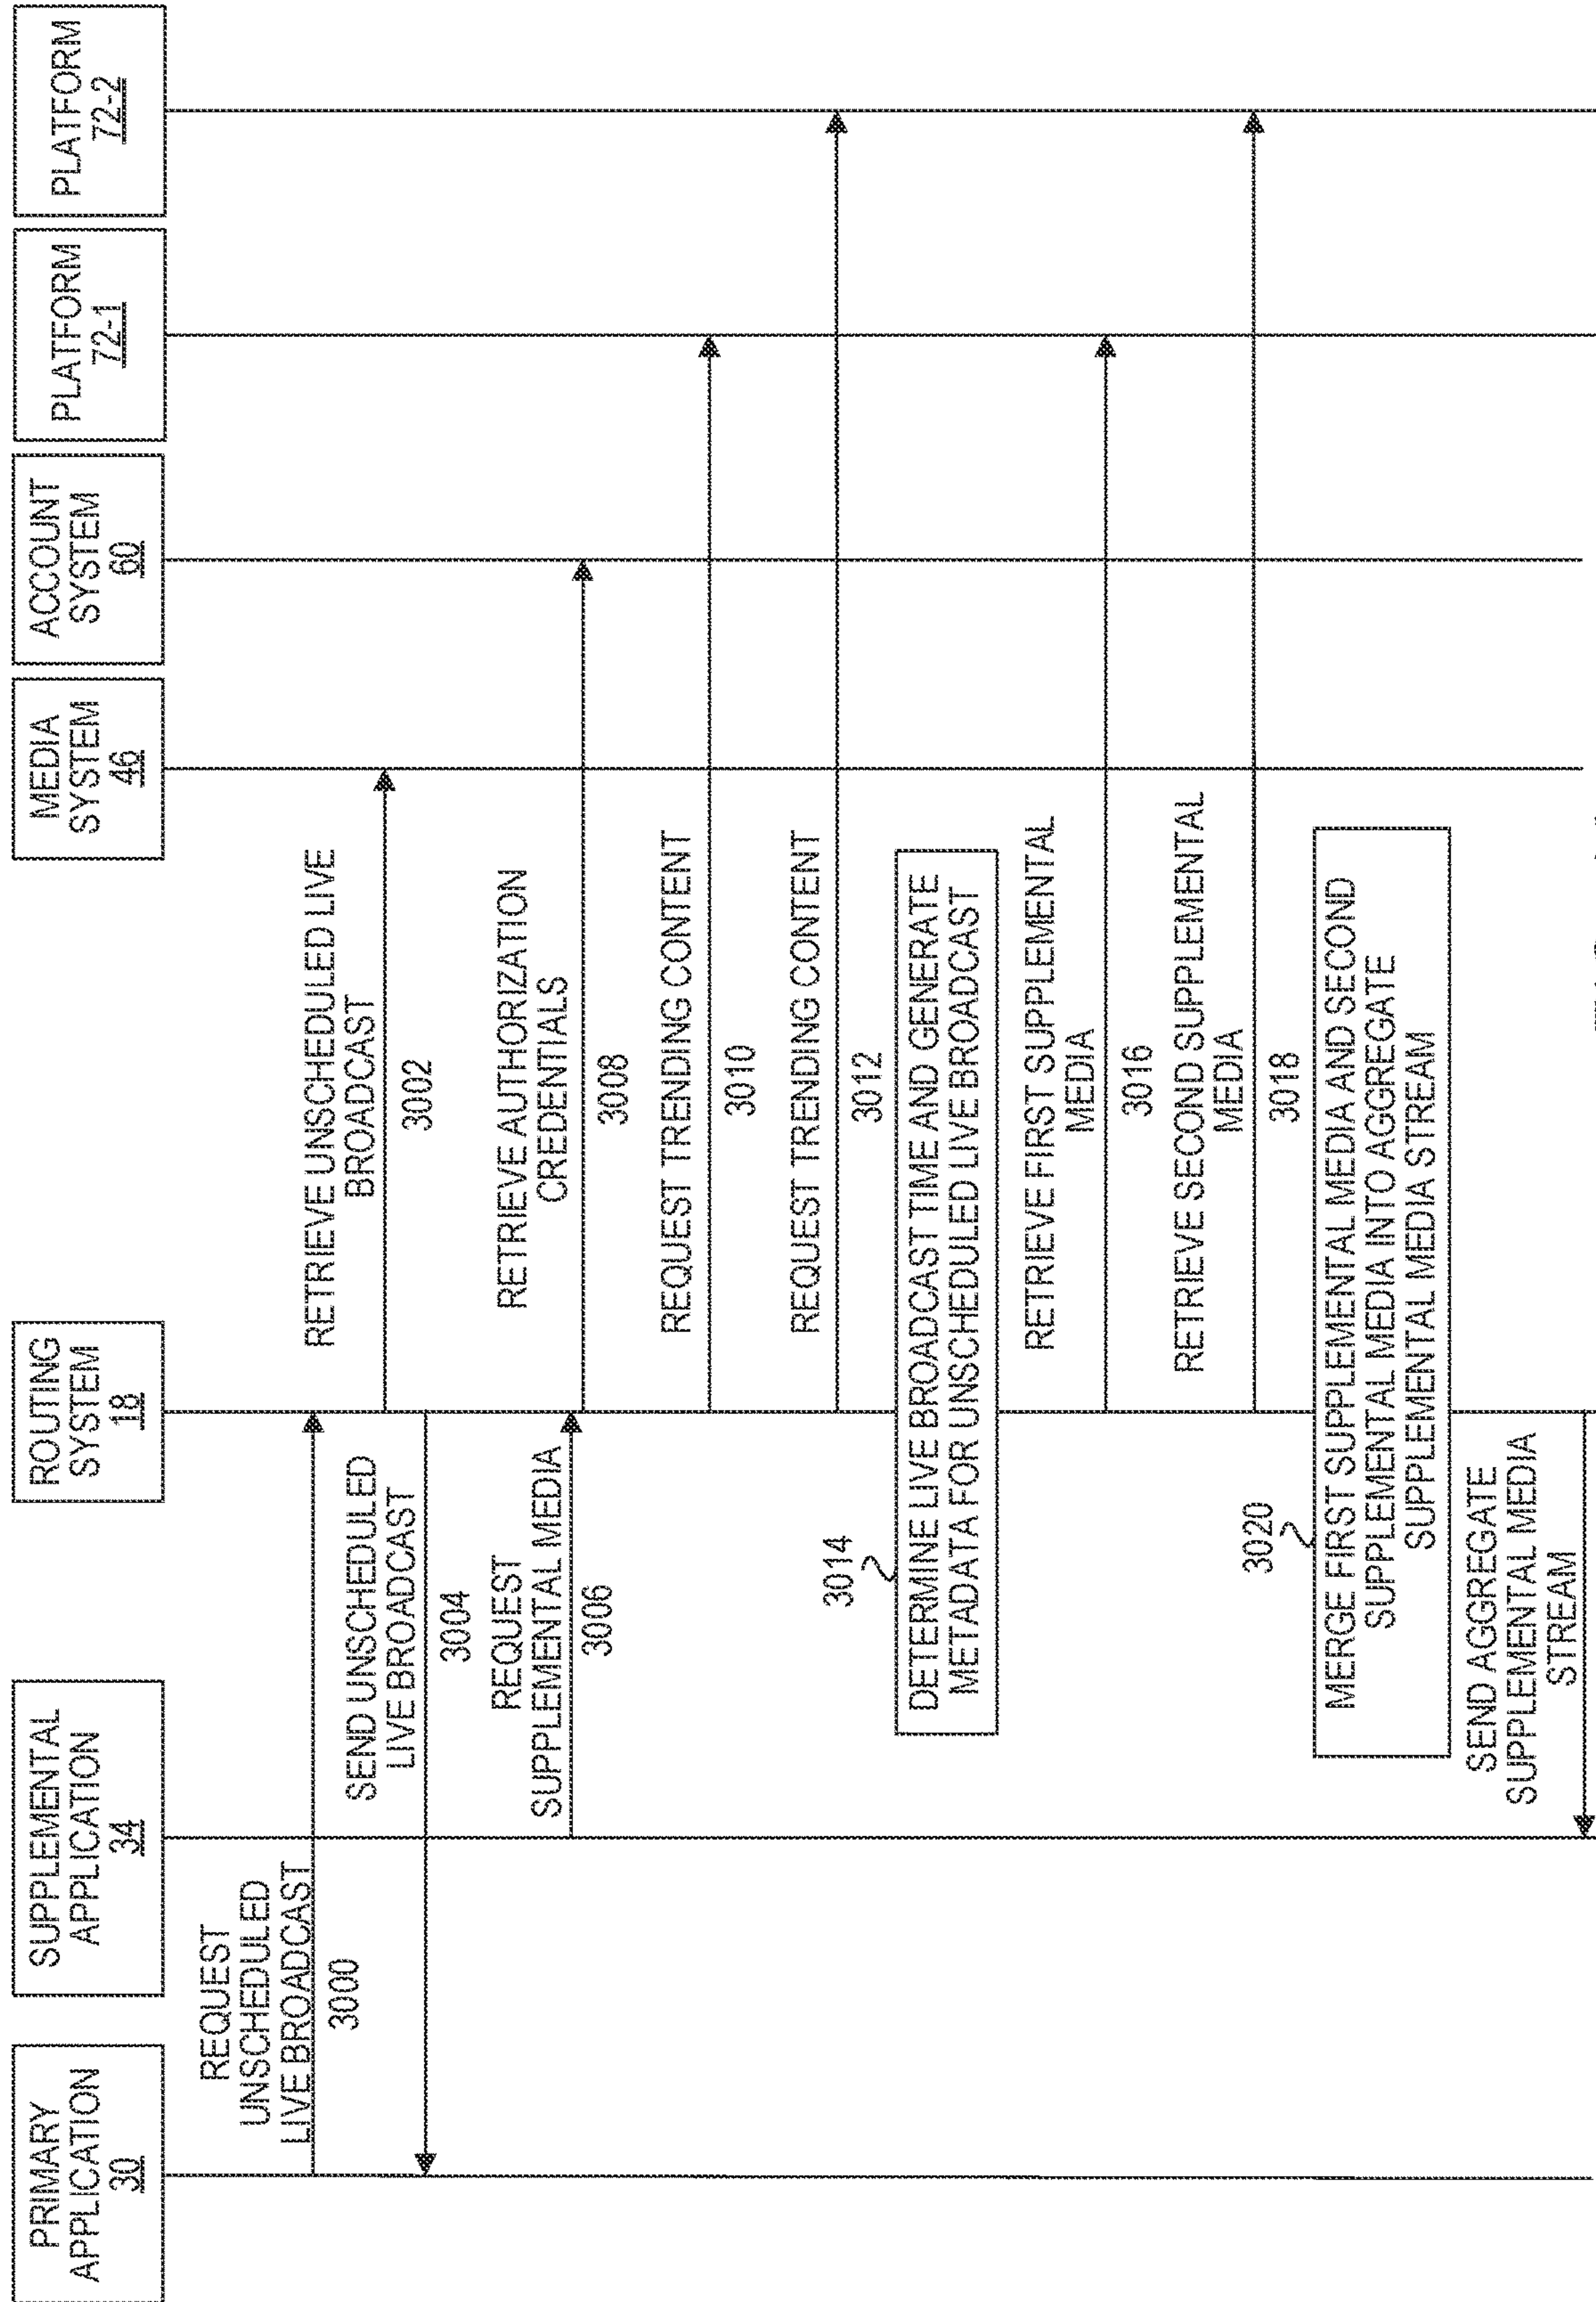 PRIMARY
APPLICATION
30
SUPPLEMENTAL
APPLICATION
34
ROUTING
SYSTEM
18
MEDIA
SYSTEM
46
ACCOUNT
SYSTEM
60
PLATFORM
72-1
PLATFORM
72-2
REQUEST
UNSCHEDULED
LIVE BROADCAST
3000
RETRIEVE UNSCHEDULED LIVE
BROADCAST
3002
SEND UNSCHEDULED
LIVE BROADCAST
3004
REQUEST
SUPPLEMENTAL MEDIA
3006
RETRIEVE AUTHORIZATION
CREDENTIALS
3008
REQUEST TRENDING CONTENT
3010
REQUEST TRENDING CONTENT
3012
3014
DETERMINE LIVE BROADCAST TIME AND GENERATE
METADATA FOR UNSCHEDULED LIVE BROADCAST
RETRIEVE FIRST SUPPLEMENTAL
MEDIA
3016
RETRIEVE SECOND SUPPLEMENTAL
MEDIA
3018
3020
MERGE FIRST SUPPLEMENTAL MEDIA AND SECOND
SUPPLEMENTAL MEDIA INTO AGGREGATE
SUPPLEMENTAL MEDIA STREAM
SEND AGGREGATE
SUPPLEMENTAL MEDIA
STREAM